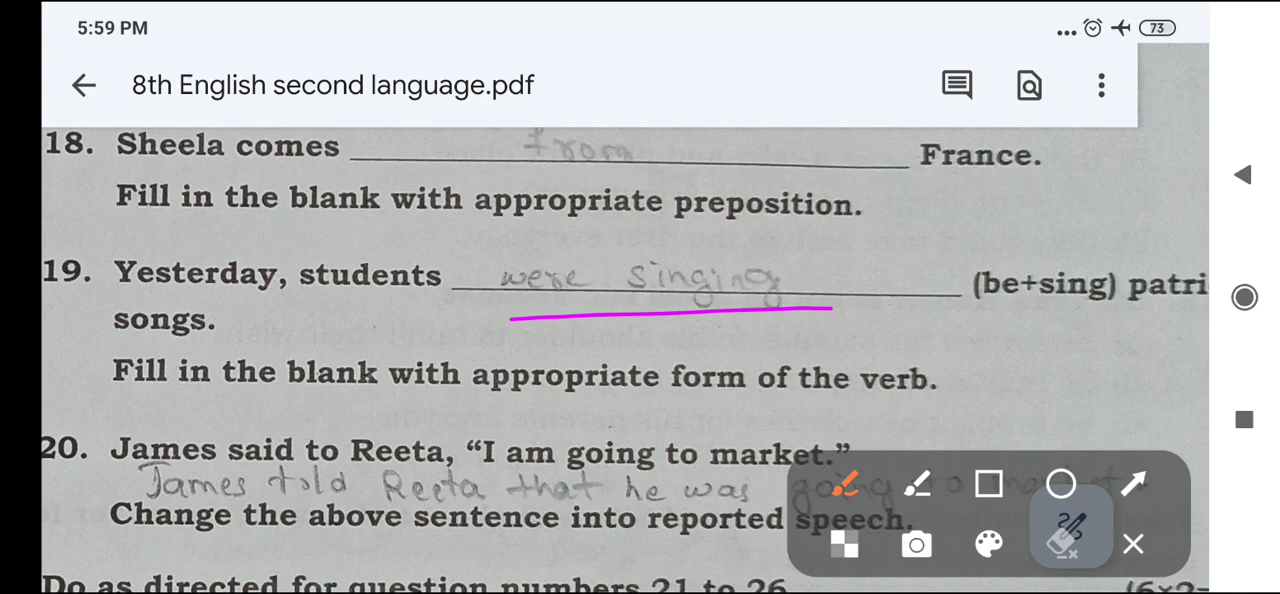 5:59 PM
73
8th English second language.pdf
18. Sheela comes from France.
Fill in the blank with appropriate preposition.
19. Yesterday, students were singing (be+sing) patri
songs.
Fill in the blank with appropriate form of the verb.
20. James said to Reeta, “I am going to market.”
James told Reeta that he was going to
Change the above sentence into reported speech.
Do as directed for question numbers 21 to 26